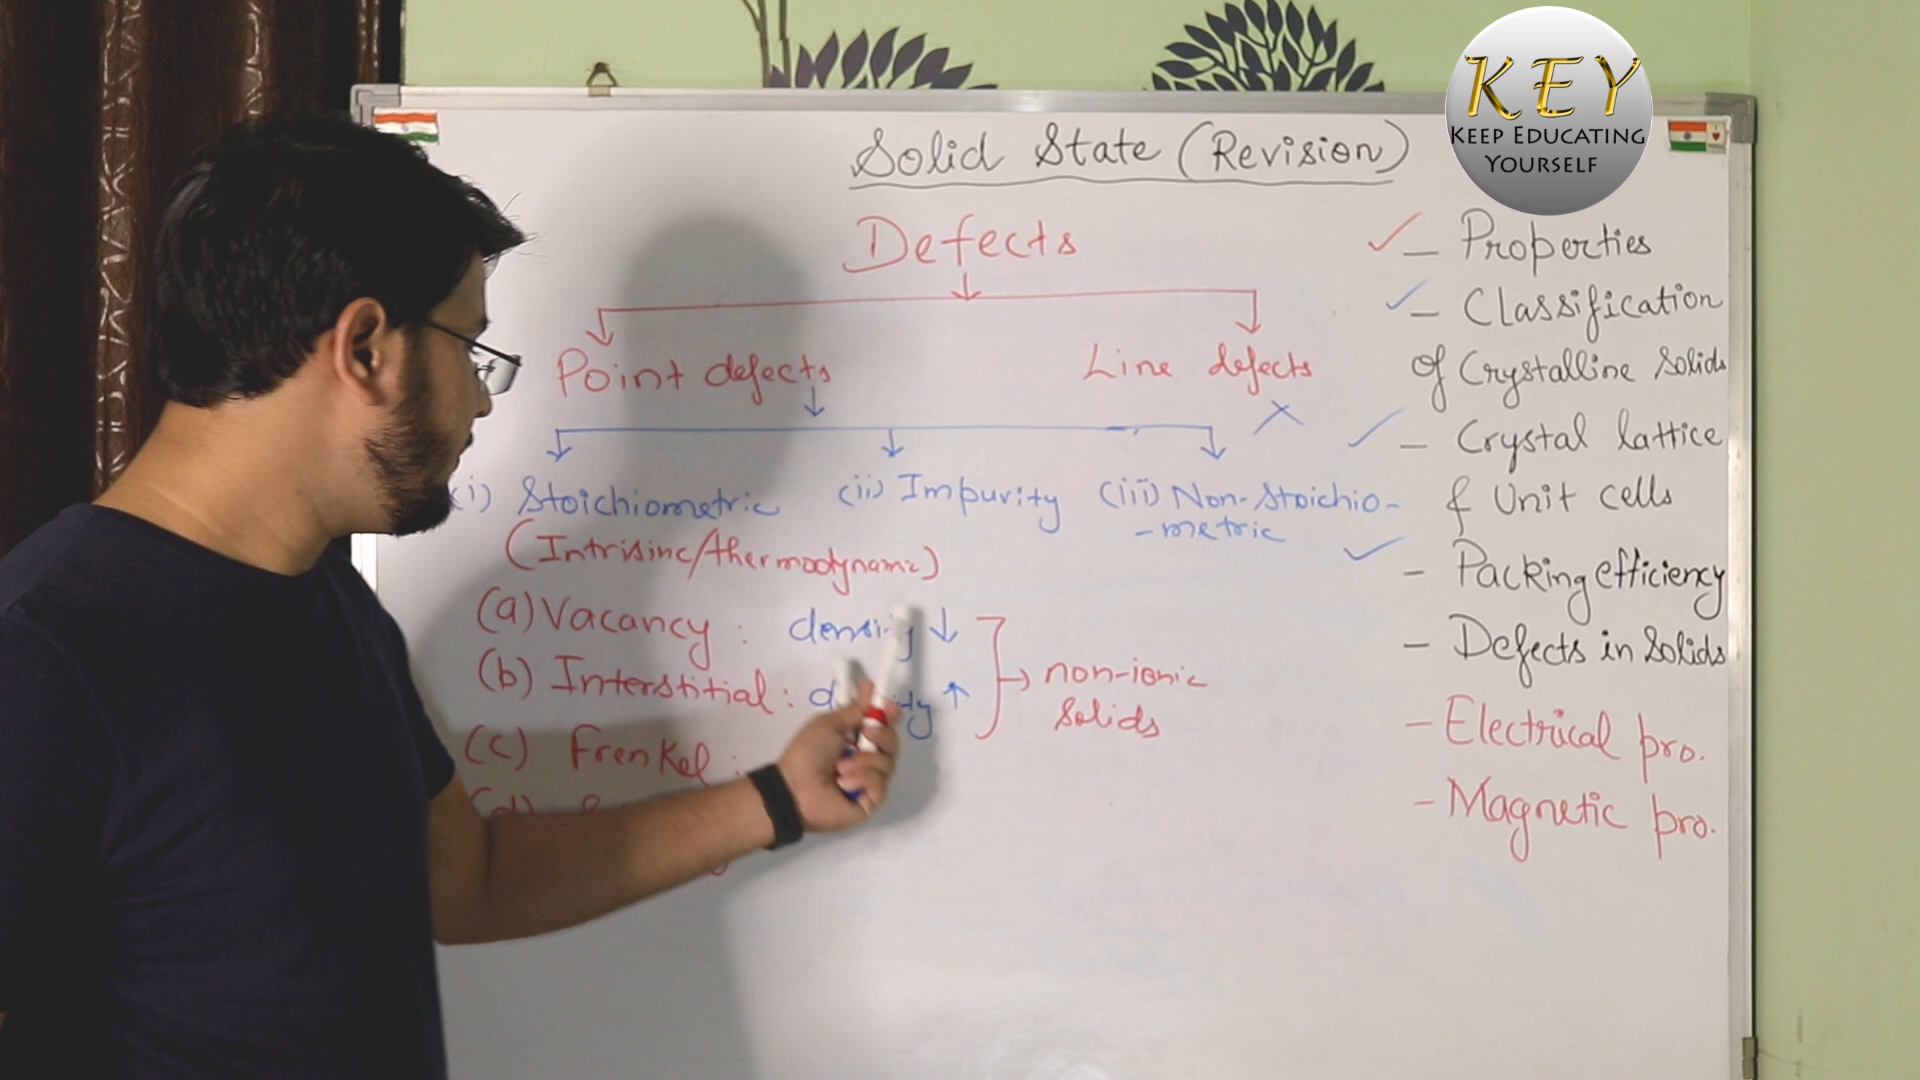 KEY
KEEP EDUCATING
YOURSELF
Solid State (Revision)
Defects
Point defects
Line defects
(i) Stoichiometric
(ii) Impurity
(iii) Non-Stoichio-
-metric
(Intrisinc/thermodynamic)
(a) Vacancy : density ↓
(b) Interstitial : density ↑
→ non-ionic
Solids
(c) Frenkel :
(d)
✓ - Properties
✓ - Classification
of Crystalline Solids
✓ - Crystal lattice
& Unit cells
✓ - Packing efficiency
- Defects in Solids
- Electrical pro.
- Magnetic pro.